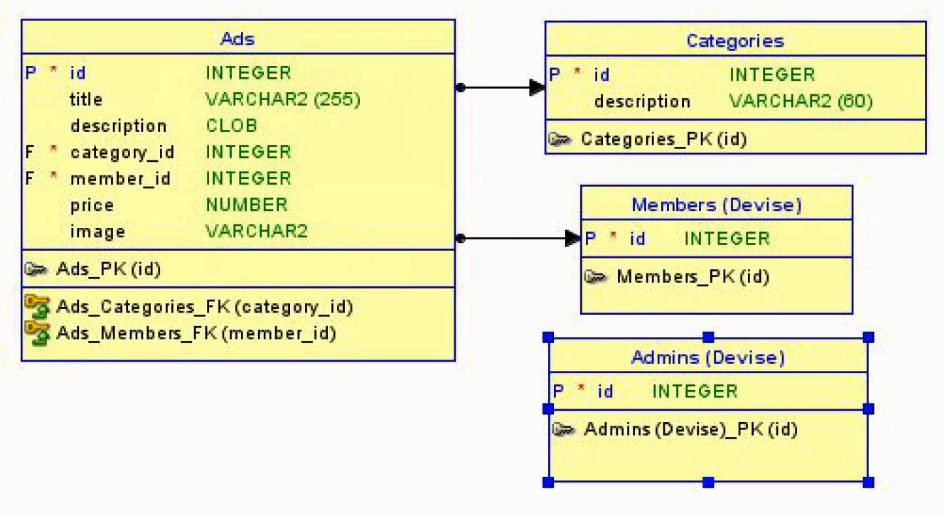 Ads
P * id INTEGER
title VARCHAR2 (255)
description CLOB
F * category_id INTEGER
F * member_id INTEGER
price NUMBER
image VARCHAR2
Ads_PK (id)
Ads_Categories_FK (category_id)
Ads_Members_FK (member_id)
Categories
P * id INTEGER
description VARCHAR2 (60)
Categories_PK (id)
Members (Devise)
P * id INTEGER
Members_PK (id)
Admins (Devise)
P * id INTEGER
Admins (Devise)_PK (id)